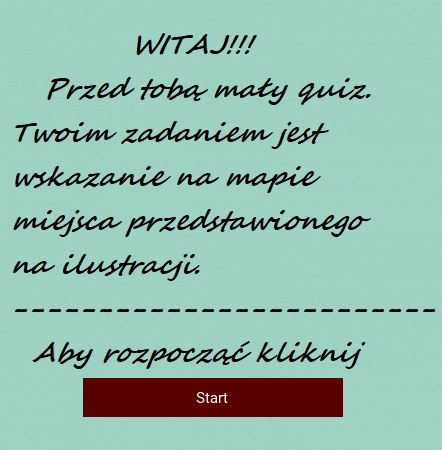 WITAJ!!!
Przed tobą mały quiz.
Twoim zadaniem jest
wskazanie na mapie
miejsca przedstawionego
na ilustracji.
--------------------------
Aby rozpocząć kliknij
Start